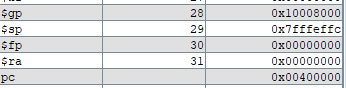 $gp 28 0x10008000
$sp 29 0x7fffeffc
$fp 30 0x00000000
$ra 31 0x00000000
pc 0x00400000